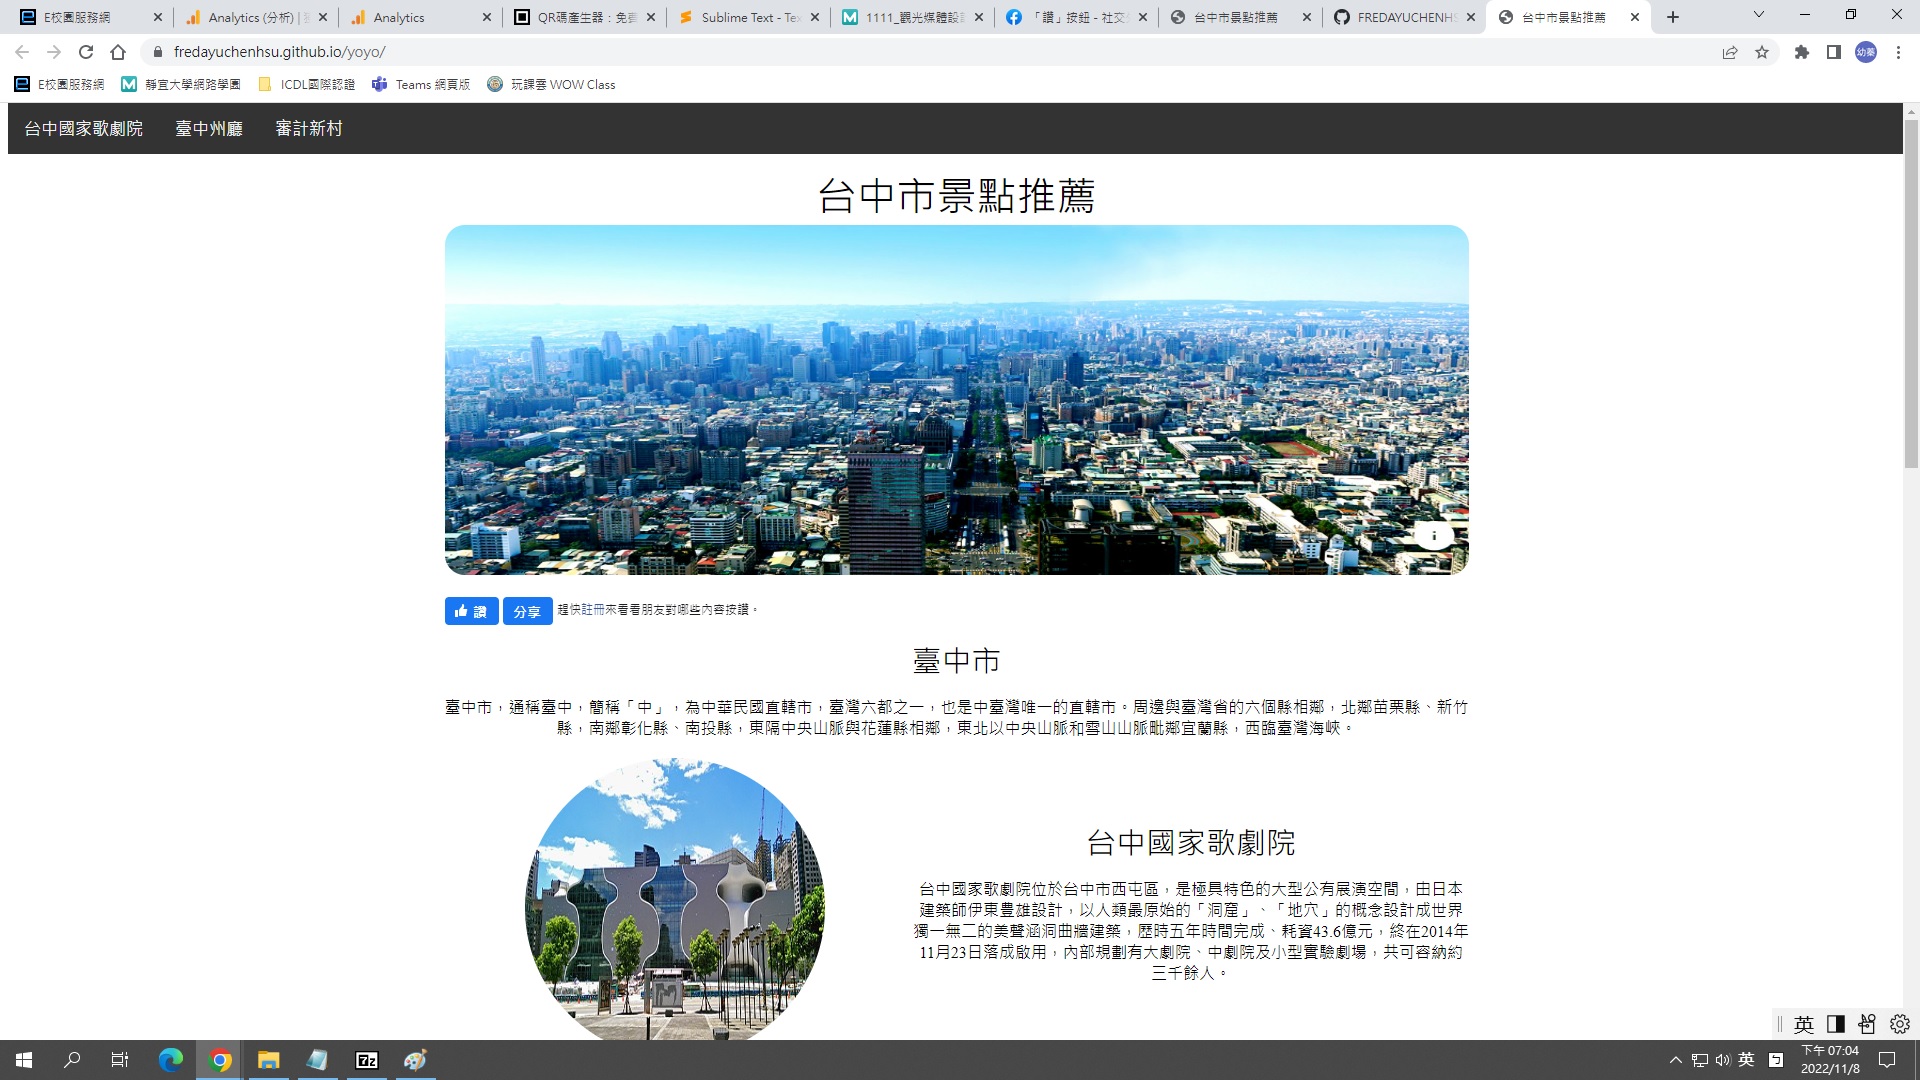 E校園服務網
Analytics (分析) |
Analytics
QR碼產生器：免費
Sublime Text - Tex
1111_觀光媒體設
「讚」按鈕 - 社交
台中市景點推薦
FREDAYUCHENHS
台中市景點推薦
fredayuchenhsu.github.io/yoyo/
幼蓁
E校園服務網
靜宜大學網路學園
ICDL國際認證
Teams 網頁版
玩課雲 WOW Class
台中國家歌劇院
臺中州廳
審計新村
台中市景點推薦
讚
分享
趕快註冊來看看朋友對哪些內容按讚。
臺中市
臺中市，通稱臺中，簡稱「中」，為中華民國直轄市，臺灣六都之一，也是中臺灣唯一的直轄市。周邊與臺灣省的六個縣相鄰，北鄰苗栗縣、新竹
縣，南鄰彰化縣、南投縣，東隔中央山脈與花蓮縣相鄰，東北以中央山脈和雪山山脈毗鄰宜蘭縣，西臨臺灣海峽。
台中國家歌劇院
台中國家歌劇院位於台中市西屯區，是極具特色的大型公有展演空間，由日本
建築師伊東豊雄設計，以人類最原始的「洞窟」、「地穴」的概念設計成世界
獨一無二的美聲涵洞曲牆建築，歷時五年時間完成、耗資43.6億元，終在2014年
11月23日落成啟用，內部規劃有大劇院、中劇院及小型實驗劇場，共可容納約
三千餘人。
英
7z
英
下午 07:04
2022/11/8